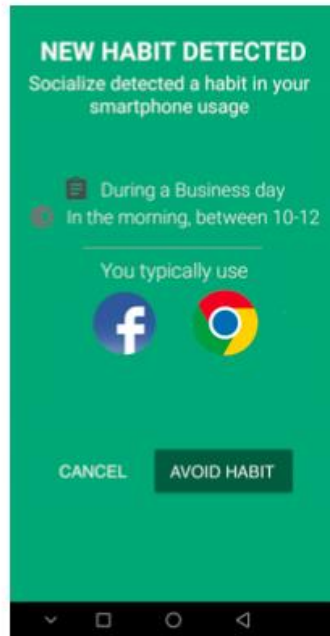 NEW HABIT DETECTED
Socialize detected a habit in your
smartphone usage
During a Business day
In the morning, between 10-12
You typically use
CANCEL
AVOID HABIT